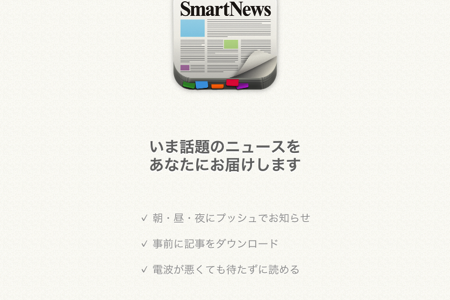 SmartNews
いま話題のニュースを
あなたにお届けします
✓ 朝・昼・夜にプッシュでお知らせ
✓ 事前に記事をダウンロード
✓ 電波が悪くても待たずに読める